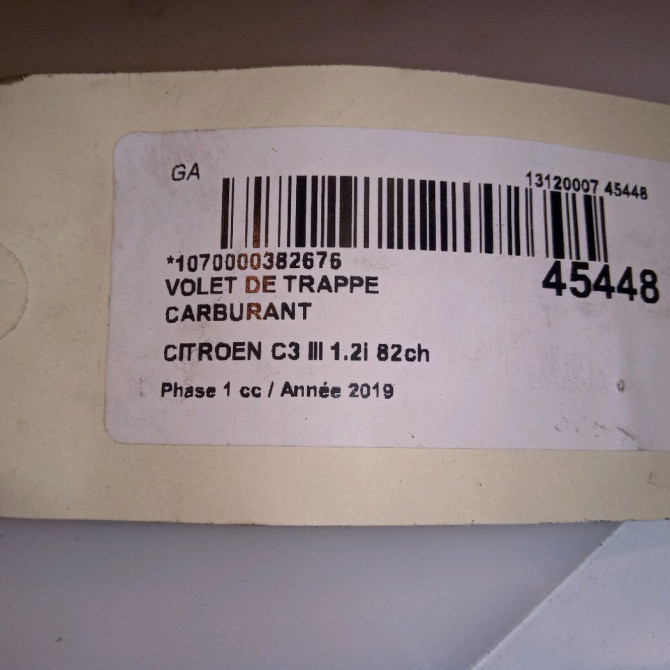 GA
13120007 45448
*1070000382676
45448
VOLET DE TRAPPE
CARBURANT
CITROEN C3 III 1.2i 82ch
Phase 1 cc / Année 2019